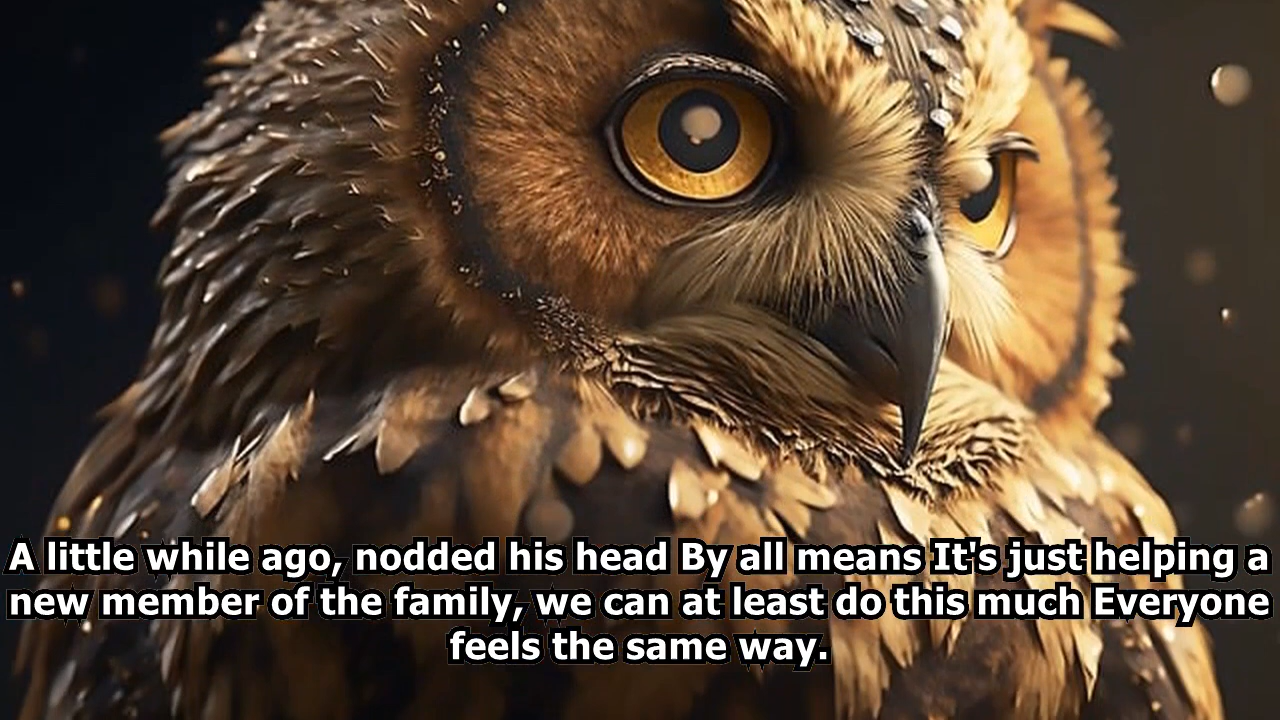 A little while ago, nodded his head By all means It's just helping a
new member of the family, we can at least do this much Everyone
feels the same way.